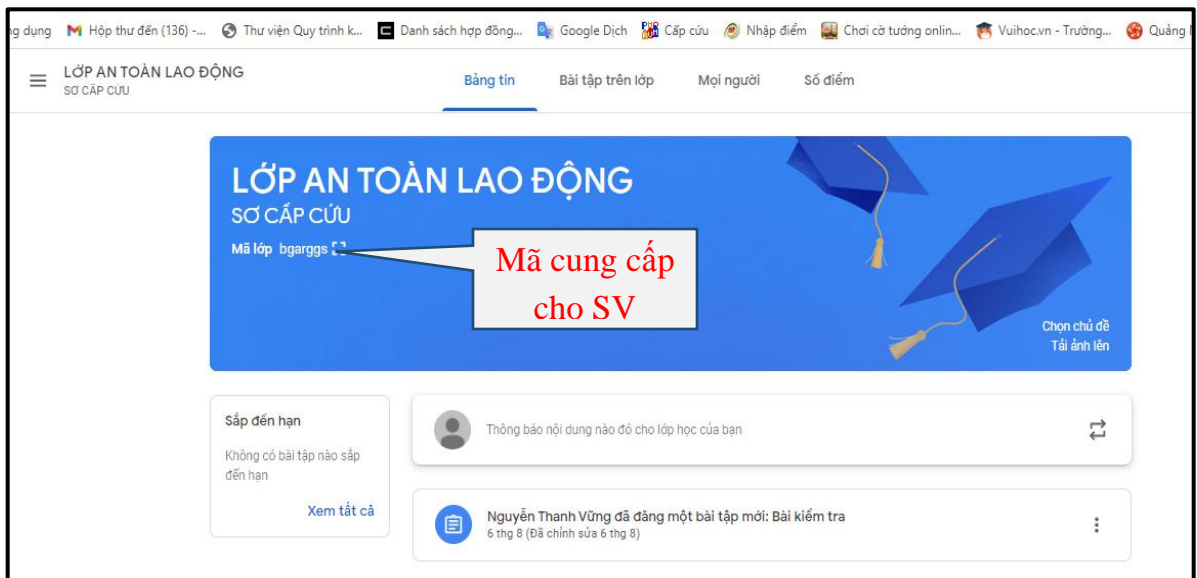 ng dụng Hộp thư đến (136) -... Thư viện Quy trình k... Danh sách hợp đồng... Google Dịch Cấp cứu Nhập điểm Chơi cờ tướng onlin... Vuihoc.vn - Trường... Quảng
LỚP AN TOÀN LAO ĐỘNG
SƠ CẤP CỨU
Bảng tin Bài tập trên lớp Mọi người Số điểm
LỚP AN TOÀN LAO ĐỘNG
SƠ CẤP CỨU
Mã lớp bgarggs
Mã cung cấp
cho SV
Chọn chủ đề
Tải ảnh lên
Sắp đến hạn
Không có bài tập nào sắp
đến hạn
Xem tất cả
Thông báo nội dung nào đó cho lớp học của bạn
Nguyễn Thanh Vững đã đăng một bài tập mới: Bài kiểm tra
6 thg 8 (Đã chỉnh sửa 6 thg 8)